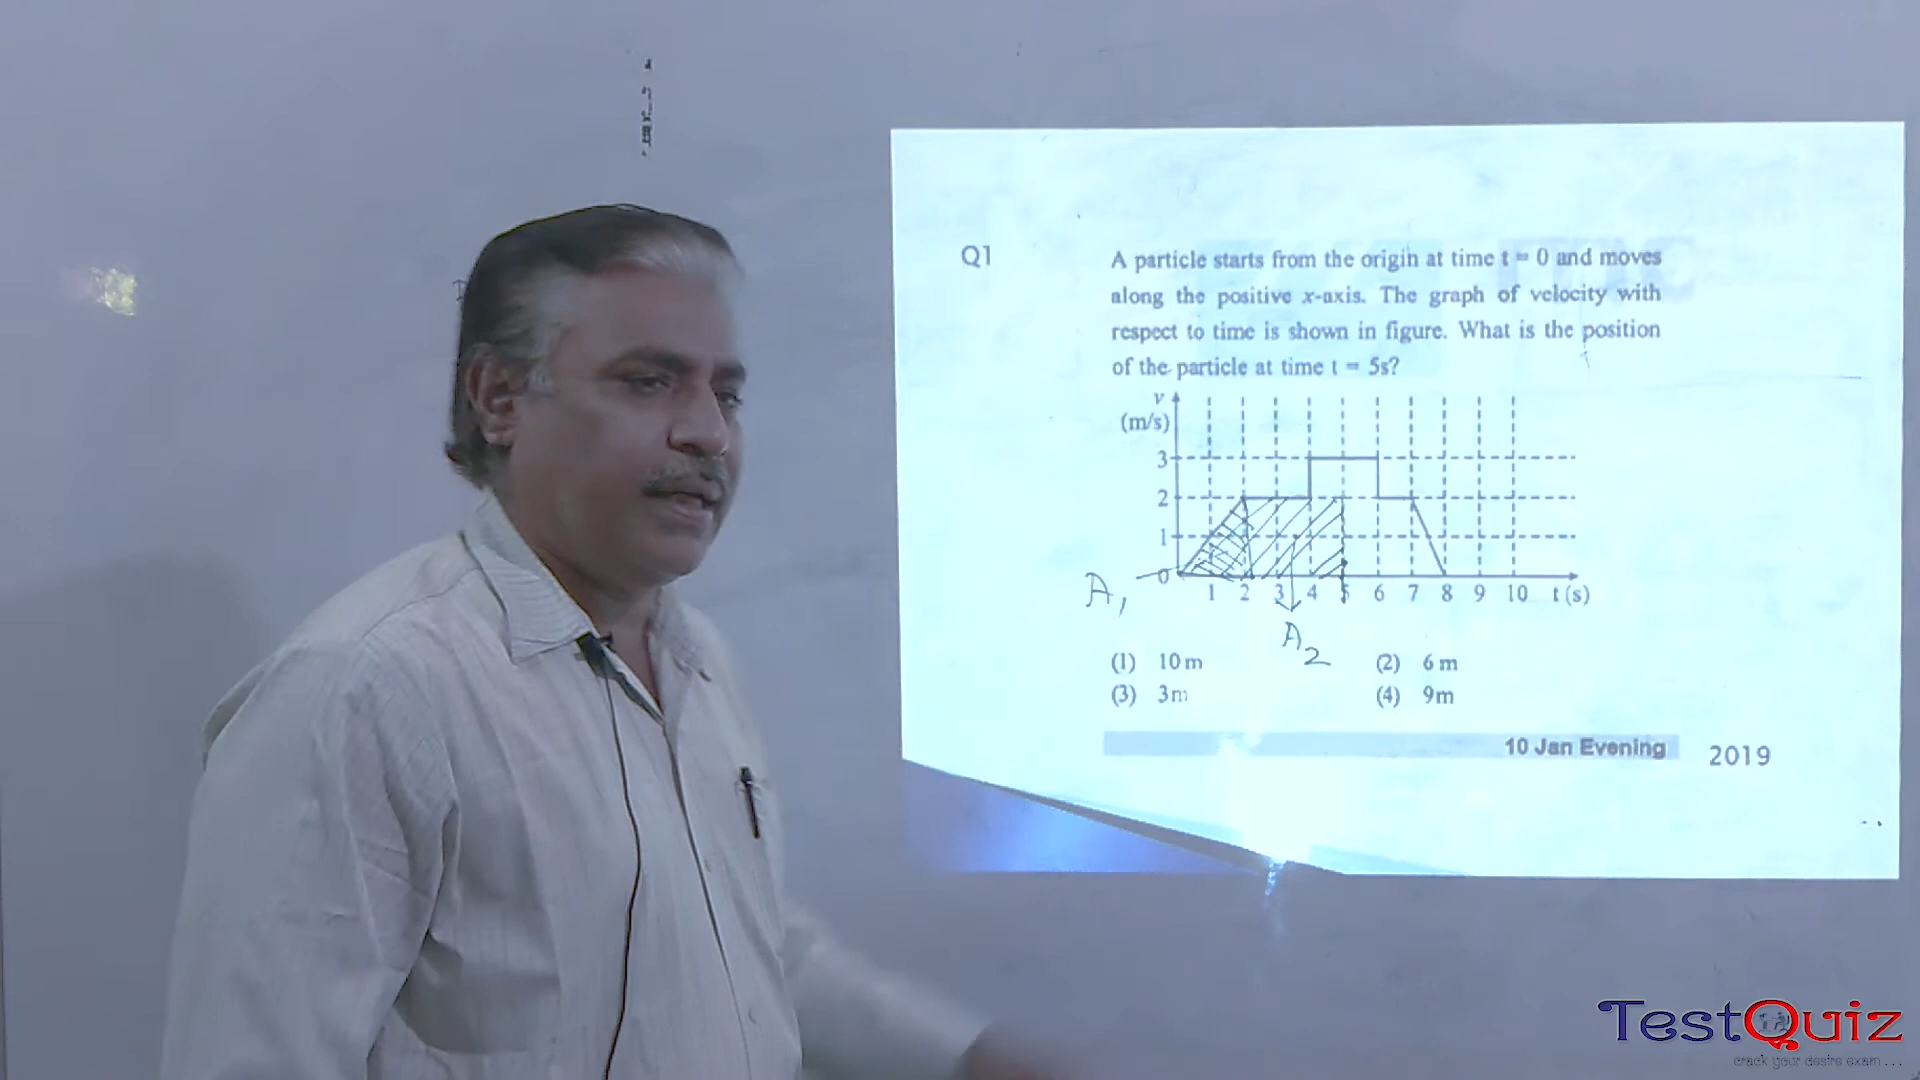 Q1
A particle starts from the origin at time t = 0 and moves
along the positive x-axis. The graph of velocity with
respect to time is shown in figure. What is the position
of the particle at time t = 5s?
v
(m/s)
3
2
1
0
1 2 3 4 5 6 7 8 9 10 t (s)
A1
A2
(1) 10 m
(2) 6 m
(3) 3m
(4) 9m
10 Jan Evening
2019
TestQuiz
crack your desire exam ...